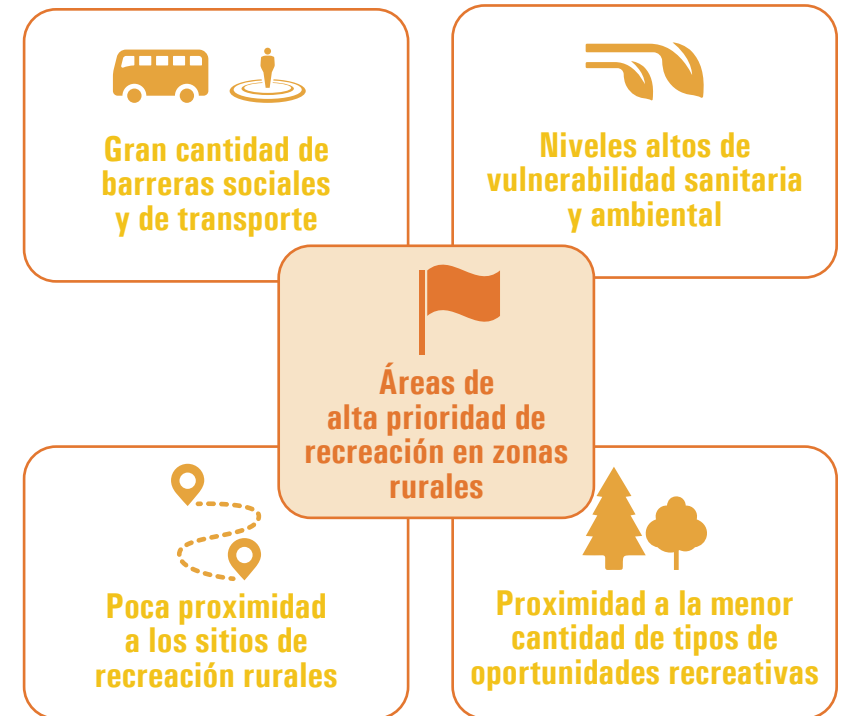 Gran cantidad de
barreras sociales
y de transporte
Niveles altos de
vulnerabilidad sanitaria
y ambiental
Áreas de
alta prioridad de
recreación en zonas
rurales
Poca proximidad
a los sitios de
recreación rurales
Proximidad a la menor
cantidad de tipos de
oportunidades recreativas